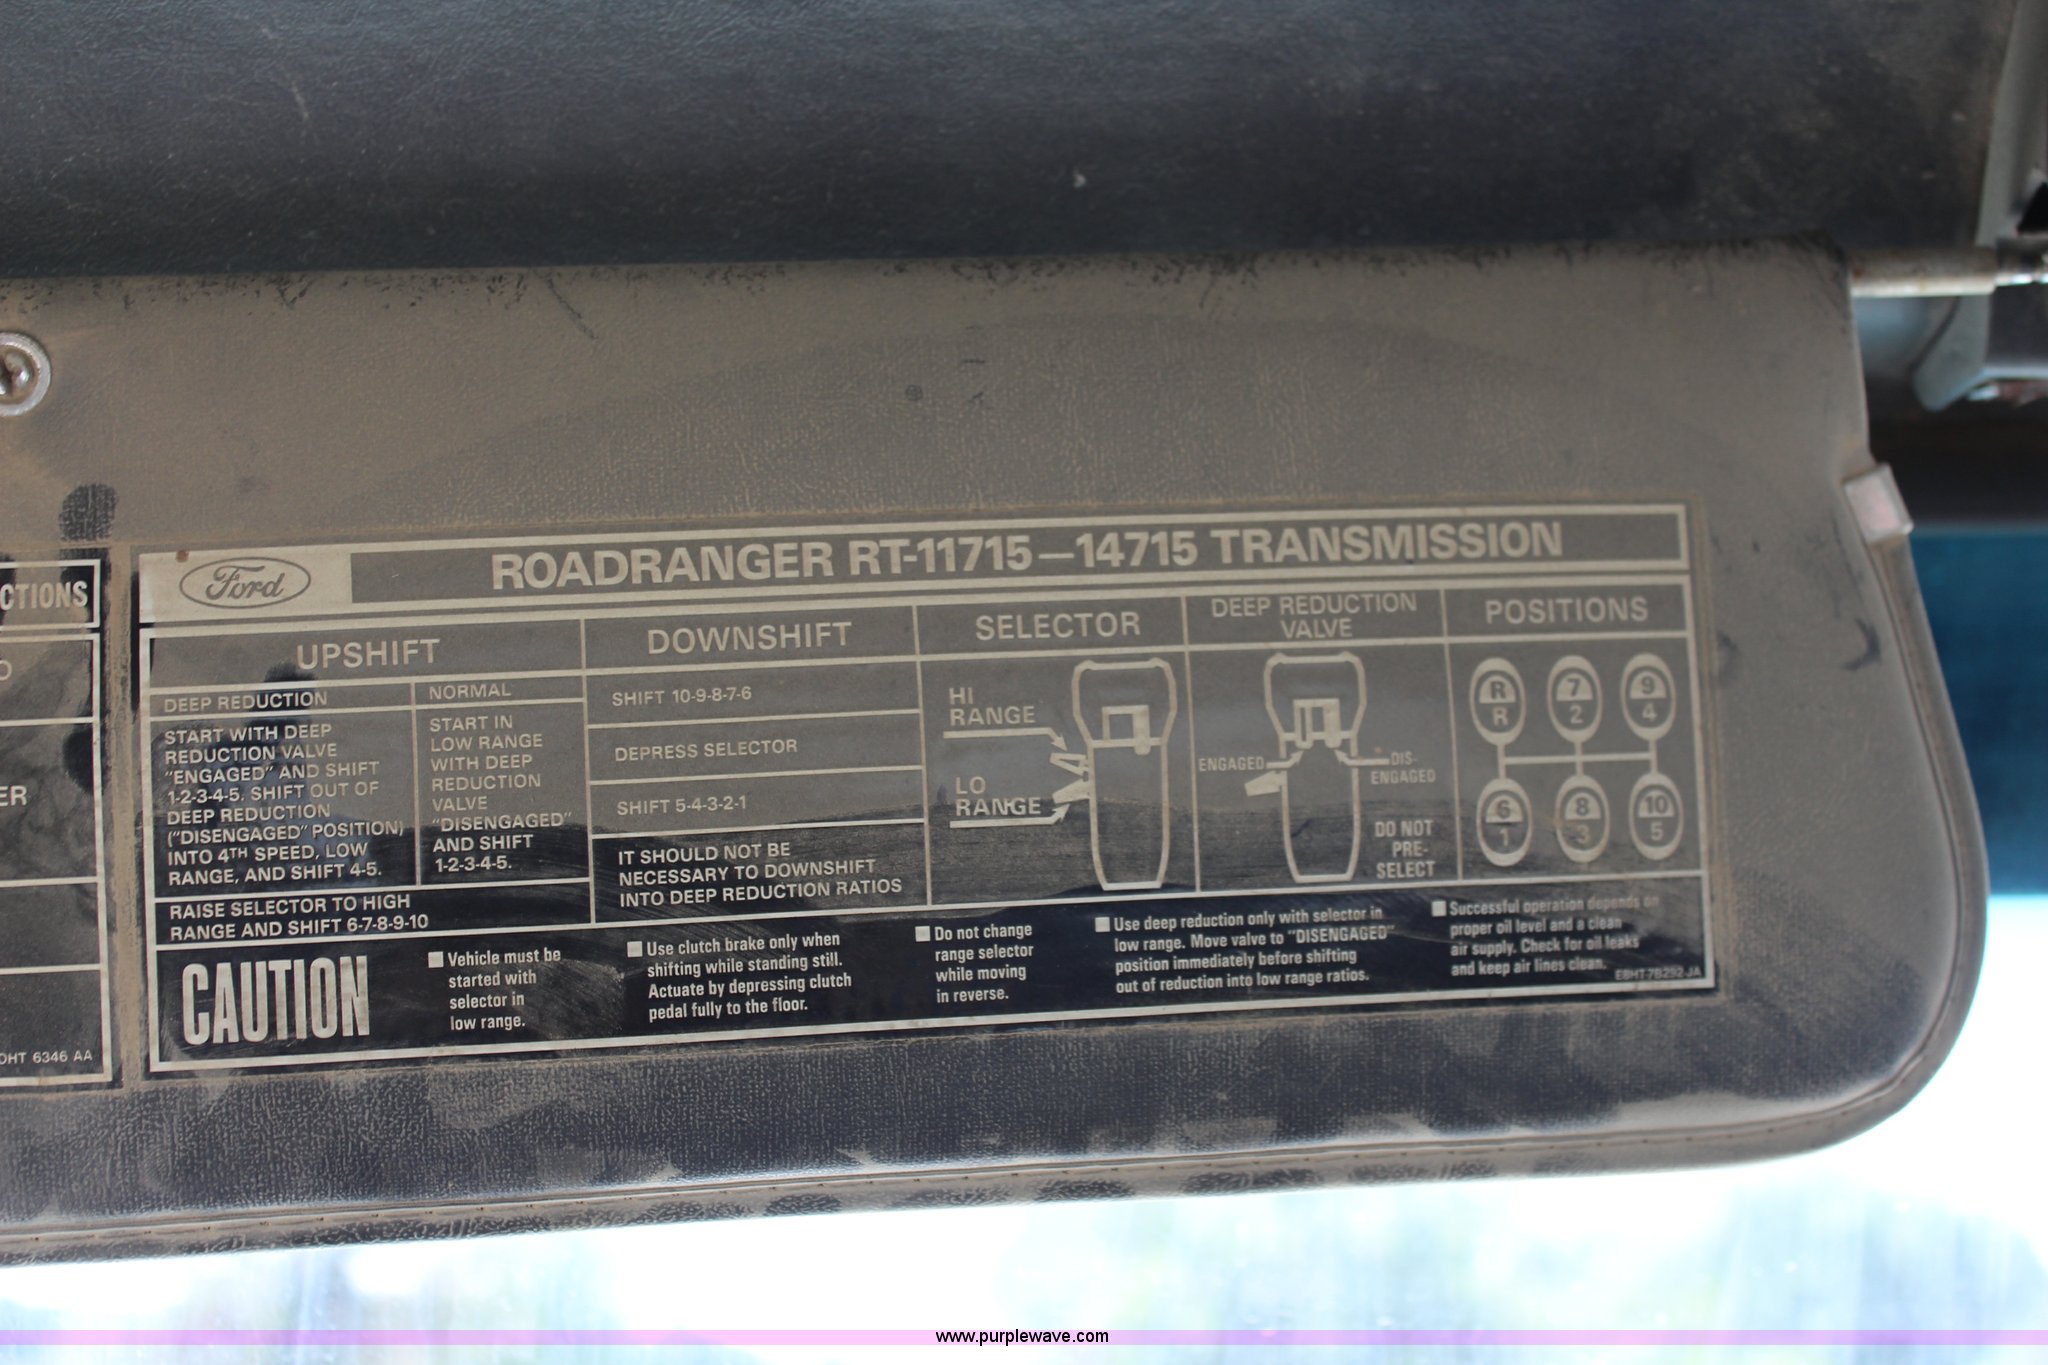 CTIONS
O
ER
OHT 6346 AA
Ford
ROADRANGER RT-11715—14715 TRANSMISSION
UPSHIFT
DEEP REDUCTION
START WITH DEEP
REDUCTION VALVE
"ENGAGED" AND SHIFT
1-2-3-4-5. SHIFT OUT OF
DEEP REDUCTION
("DISENGAGED" POSITION)
INTO 4TH SPEED, LOW
RANGE, AND SHIFT 4-5.
NORMAL
START IN
LOW RANGE
WITH DEEP
REDUCTION
VALVE
"DISENGAGED"
AND SHIFT
1-2-3-4-5.
RAISE SELECTOR TO HIGH
RANGE AND SHIFT 6-7-8-9-10
DOWNSHIFT
SHIFT 10-9-8-7-6
DEPRESS SELECTOR
SHIFT 5-4-3-2-1
IT SHOULD NOT BE
NECESSARY TO DOWNSHIFT
INTO DEEP REDUCTION RATIOS
SELECTOR
HI
RANGE
LO
RANGE
DEEP REDUCTION
VALVE
ENGAGED
DIS-
ENGAGED
DO NOT
PRE-
SELECT
POSITIONS
R 7 9
R 2 4
6 8 10
1 3 5
CAUTION
Vehicle must be
started with
selector in
low range.
Use clutch brake only when
shifting while standing still.
Actuate by depressing clutch
pedal fully to the floor.
Do not change
range selector
while moving
in reverse.
Use deep reduction only with selector in
low range. Move valve to "DISENGAGED"
position immediately before shifting
out of reduction into low range ratios.
Successful operation depends on
proper oil level and a clean
air supply. Check for oil leaks
and keep air lines clean.
E8HT-7B292-JA
www.purplewave.com